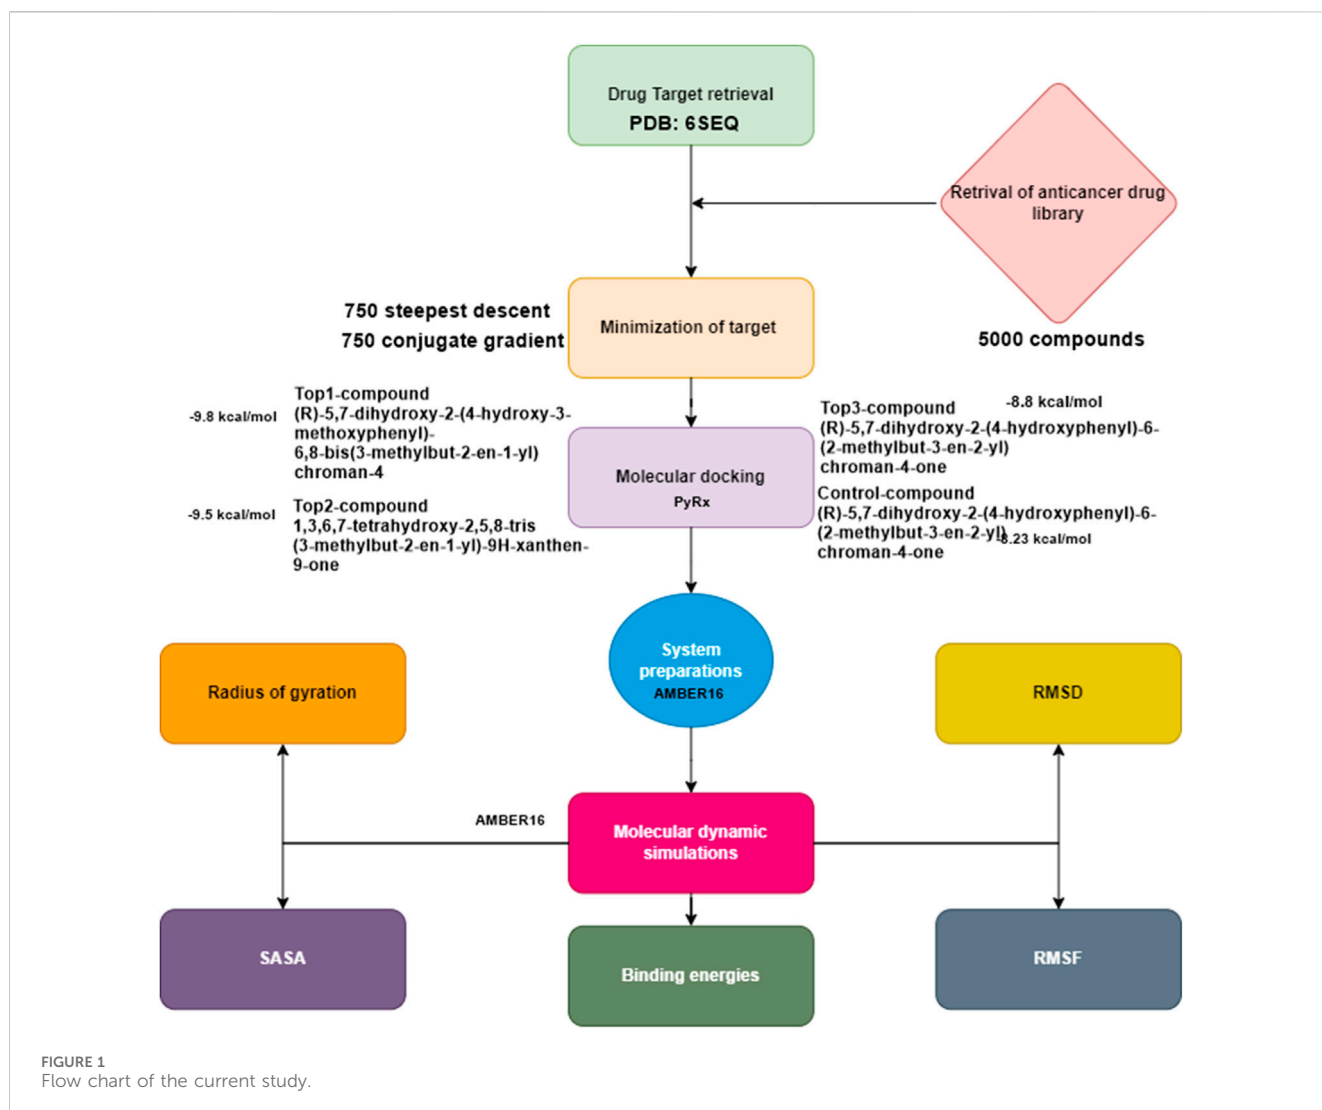 Drug Target retrieval
PDB: 6SEQ
Retrival of anticancer drug
library
5000 compounds
750 steepest descent
750 conjugate gradient
Minimization of target
-9.8 kcal/mol
Top1-compound
(R)-5,7-dihydroxy-2-(4-hydroxy-3-
methoxyphenyl)-
6,8-bis(3-methylbut-2-en-1-yl)
chroman-4
-9.5 kcal/mol
Top2-compound
1,3,6,7-tetrahydroxy-2,5,8-tris
(3-methylbut-2-en-1-yl)-9H-xanthen-
9-one
Molecular docking
PyRx
-8.8 kcal/mol
Top3-compound
(R)-5,7-dihydroxy-2-(4-hydroxyphenyl)-6-
(2-methylbut-3-en-2-yl)
chroman-4-one
Control-compound
(R)-5,7-dihydroxy-2-(4-hydroxyphenyl)-6-
(2-methylbut-3-en-2-yl)
chroman-4-one
-8.23 kcal/mol
System
preparations
AMBER16
Radius of gyration
RMSD
AMBER16
Molecular dynamic
simulations
SASA
Binding energies
RMSF
FIGURE 1
Flow chart of the current study.